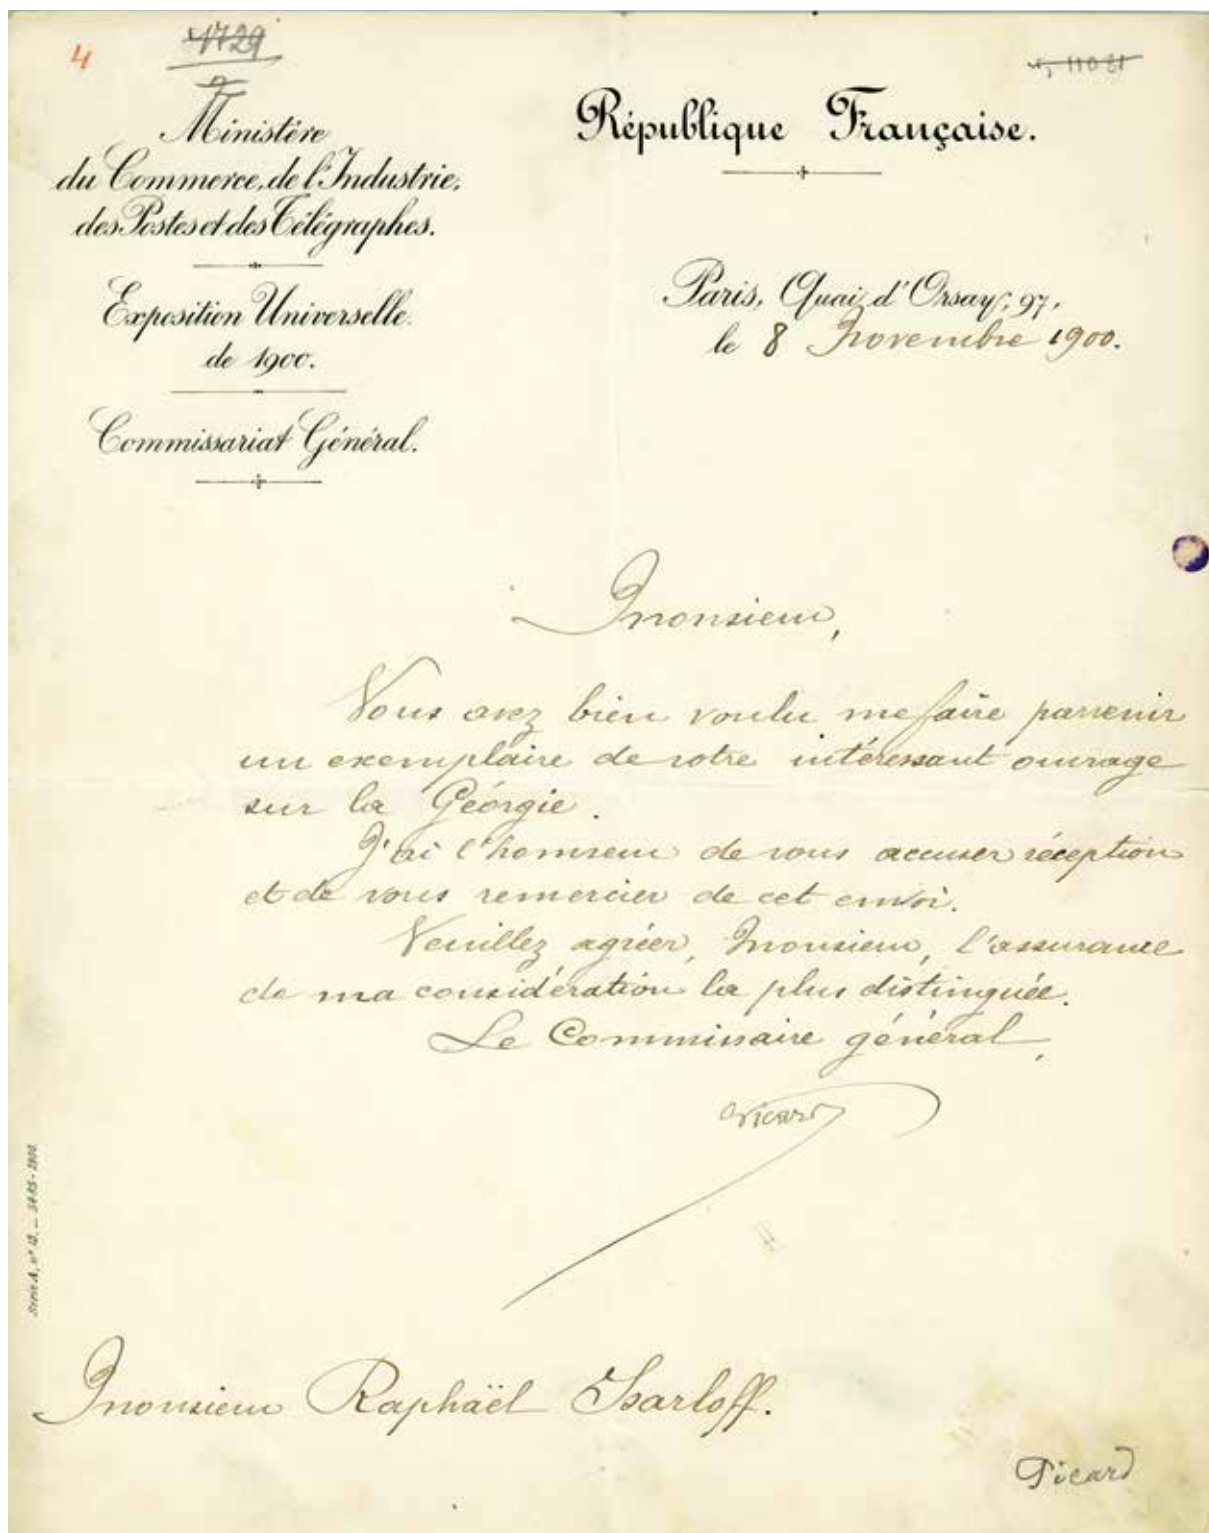 4
4729
Ministère
du Commerce, de l'Industrie,
des Postes et des Télégraphes.
Exposition Universelle
de 1900.
Commissariat Général.
République Française.
Paris, Quai d'Orsay, 97,
le 8 Novembre 1900.
Monsieur,
Vous avez bien voulu me faire parvenir
un exemplaire de votre intéressant ouvrage
sur la Géorgie.
J'ai l'honneur de vous accuser réception
et de vous remercier de cet envoi.
Veuillez agréer, Monsieur, l'assurance
de ma considération la plus distinguée.
Le Commissaire général,
Picard
Monsieur Raphaël Isarloff.
Picard